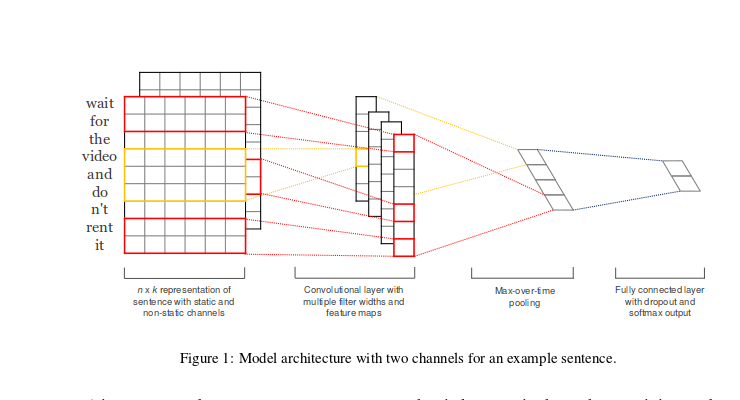 wait
for
the
video
and
do
n't
rent
it
n x k representation of
sentence with static and
non-static channels
Convolutional layer with
multiple filter widths and
feature maps
Max-over-time
pooling
Fully connected layer
with dropout and
softmax output
Figure 1: Model architecture with two channels for an example sentence.